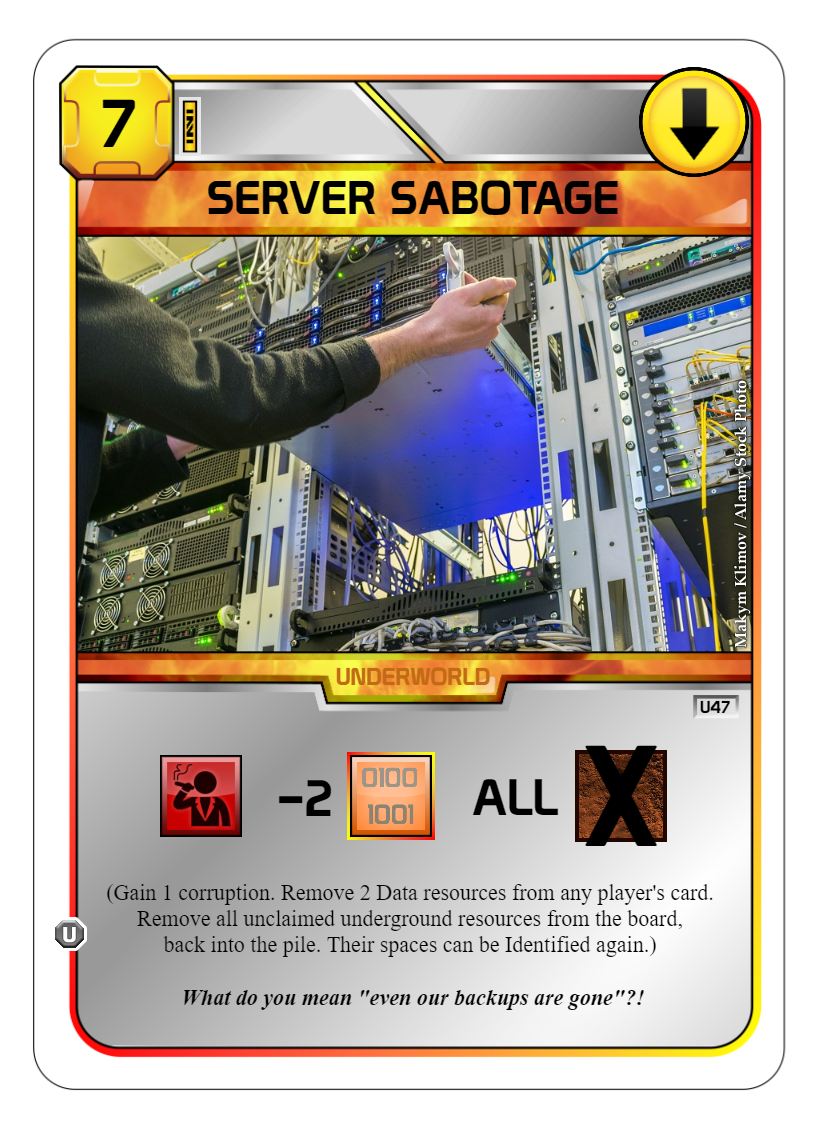 7
SERVER SABOTAGE
Makym Klimov / Alamy Stock Photo
UNDERWORLD
U47
-2
0100
1001
ALL
X
(Gain 1 corruption. Remove 2 Data resources from any player's card.
Remove all unclaimed underground resources from the board,
back into the pile. Their spaces can be Identified again.)
U
What do you mean "even our backups are gone"?!